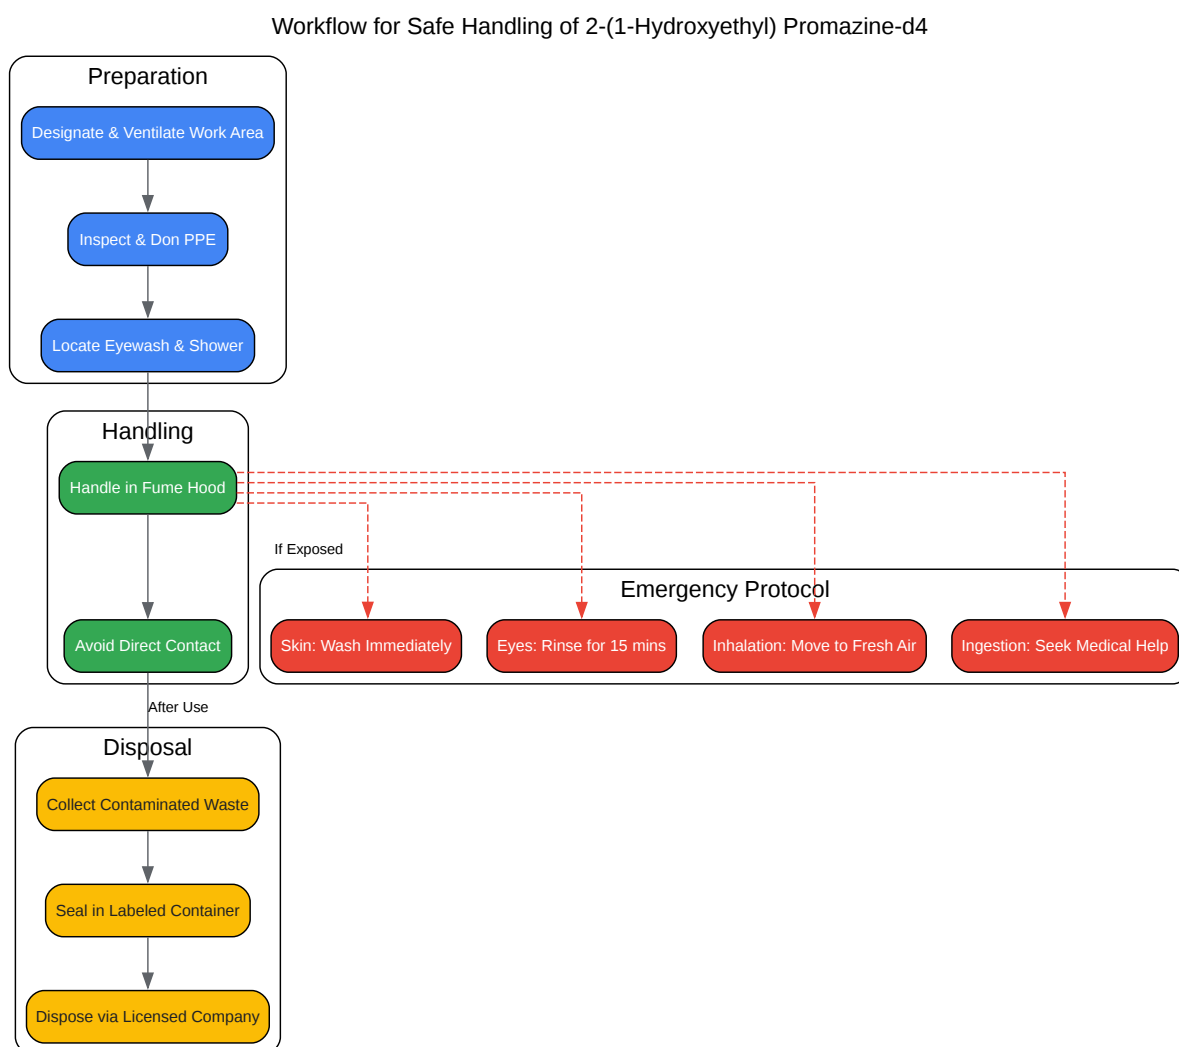 Workflow for Safe Handling of 2-(1-Hydroxyethyl) Promazine-d4
Preparation
Designate & Ventilate Work Area
Inspect & Don PPE
Locate Eyewash & Shower
Handling
Handle in Fume Hood
If Exposed
Emergency Protocol
Avoid Direct Contact
Skin: Wash Immediately
Eyes: Rinse for 15 mins
Inhalation: Move to Fresh Air
Ingestion: Seek Medical Help
After Use
Disposal
Collect Contaminated Waste
Seal in Labeled Container
Dispose via Licensed Company